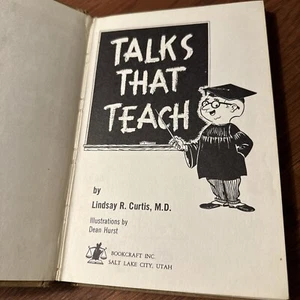 TALKS
THAT
TEACH
by
Lindsay R. Curtis, M.D.
Illustrations by
Dean Hurst
BOOKCRAFT INC.
SALT LAKE CITY, UTAH